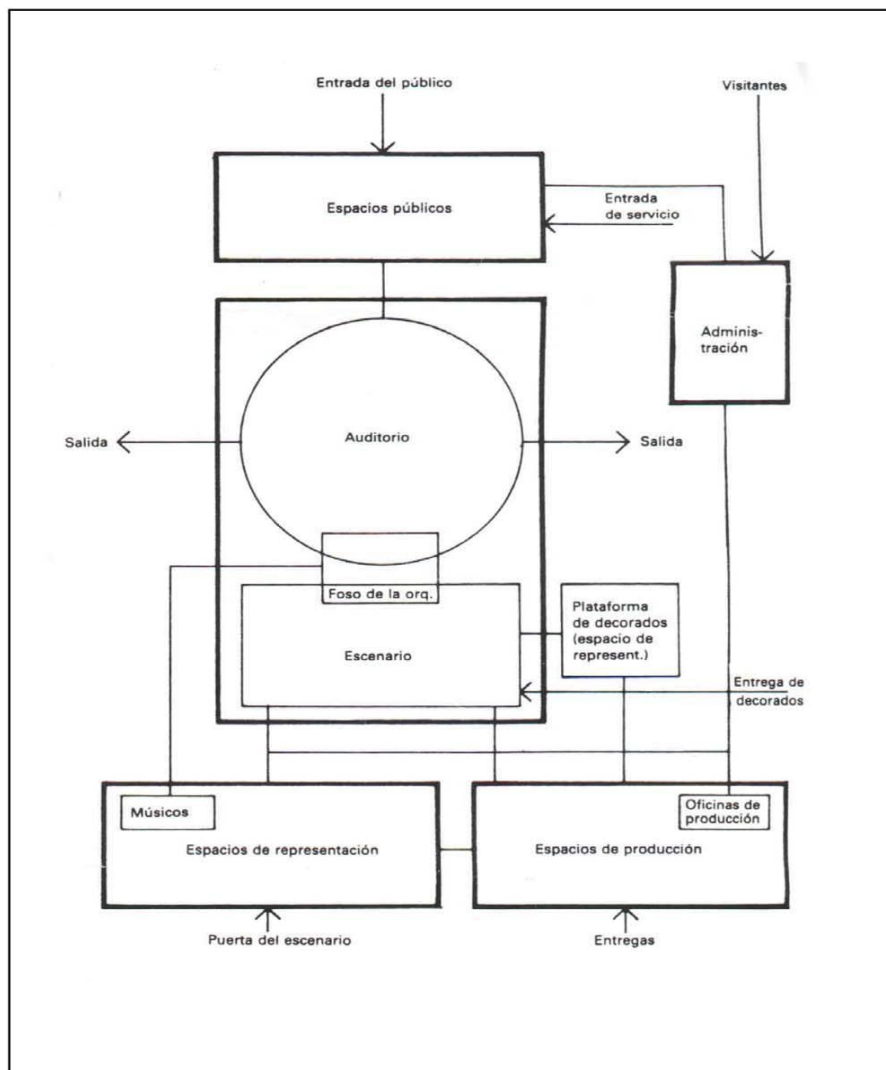 Entrada del público
Visitantes
Espacios públicos
Entrada
de servicio
Adminis-
tración
Salida
Auditorio
Salida
Foso de la orq.
Plataforma
de decorados
(espacio de
represent.)
Escenario
Entrega de
decorados
Músicos
Oficinas de
producción
Espacios de representación
Espacios de producción
Puerta del escenario
Entregas